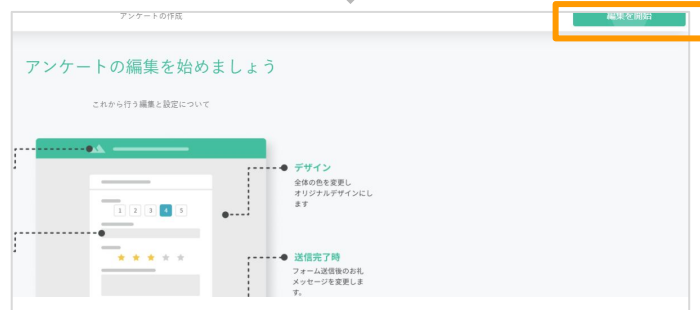 アンケートの作成
編集を開始
アンケートの編集を始めましょう
これから行う編集と設定について
デザイン
全体の色を変更し
オリジナルデザインにし
ます
1 2 3 4 5
送信完了時
フォーム送信後のお礼
メッセージを変更しま
す。